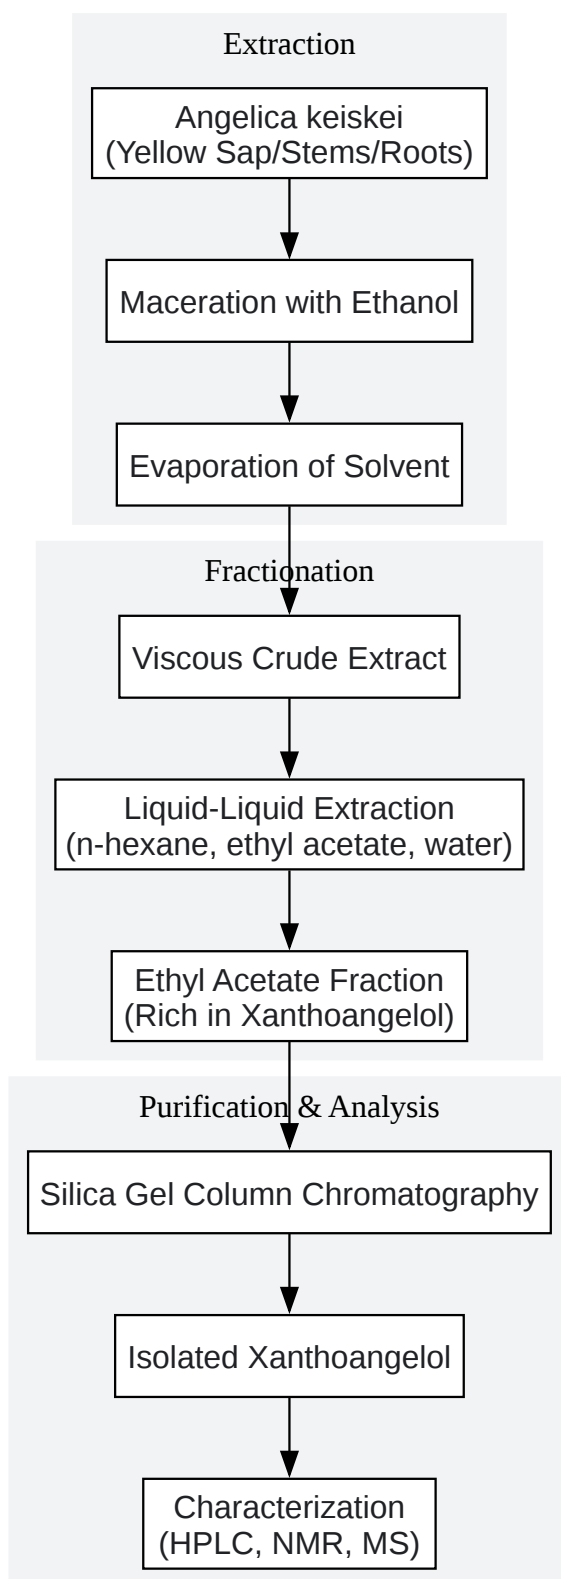 Extraction
Angelica keiskei
(Yellow Sap/Stems/Roots)
Maceration with Ethanol
Evaporation of Solvent
Fractionation
Viscous Crude Extract
Liquid-Liquid Extraction
(n-hexane, ethyl acetate, water)
Ethyl Acetate Fraction
(Rich in Xanthoangelol)
Purification & Analysis
Silica Gel Column Chromatography
Isolated Xanthoangelol
Characterization
(HPLC, NMR, MS)